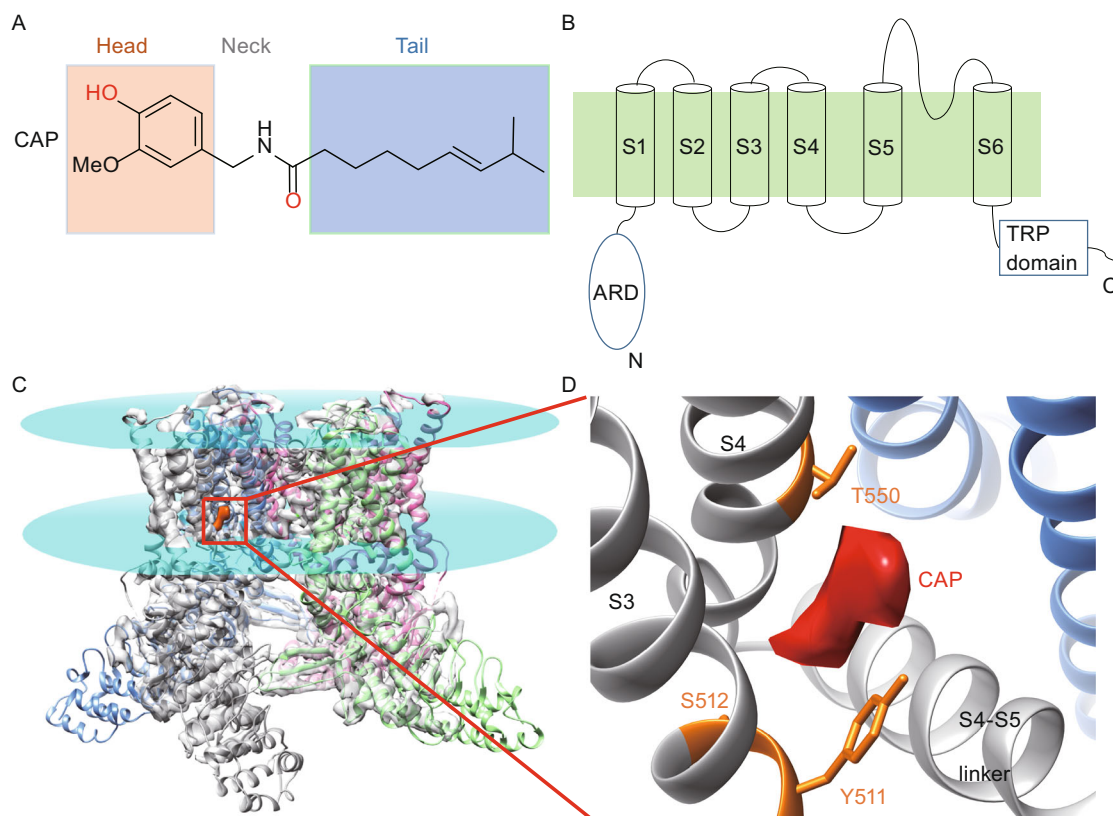 A
Head
Neck
Tail
CAP
HO
MeO
H
N
O
B
S1
S2
S3
S4
S5
S6
TRP
domain
ARD
N
C
C
D
S4
T550
CAP
S3
S512
S4-S5
linker
Y511